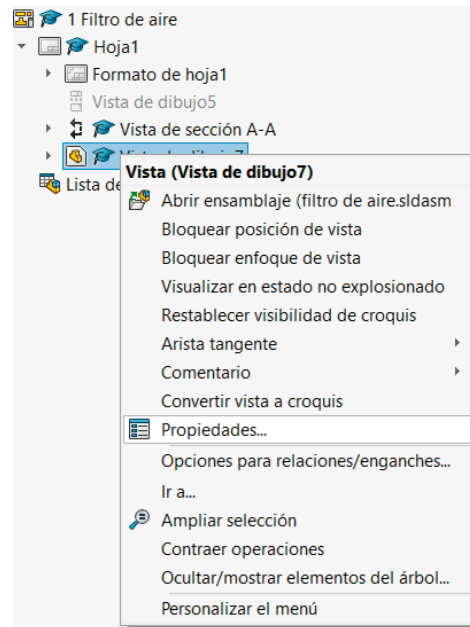 1 Filtro de aire
Hoja1
Formato de hoja1
Vista de dibujo5
Vista de sección A-A
Lista de
Vista (Vista de dibujo7)
Abrir ensamblaje (filtro de aire.sldasm
Bloquear posición de vista
Bloquear enfoque de vista
Visualizar en estado no explosionado
Restablecer visibilidad de croquis
Arista tangente
Comentario
Convertir vista a croquis
Propiedades...
Opciones para relaciones/enganches...
Ir a...
Ampliar selección
Contraer operaciones
Ocultar/mostrar elementos del árbol...
Personalizar el menú